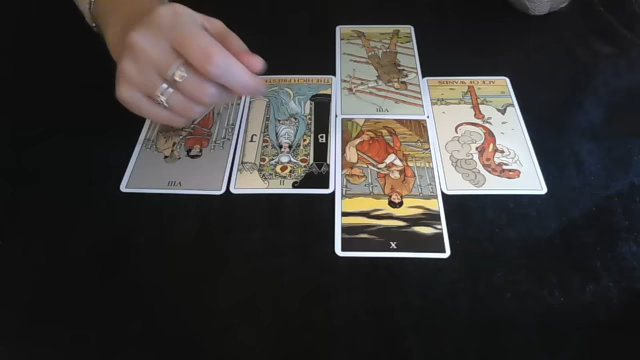 THE HIGH PRIESTESS
ACE OF WANDS
VIII
J
B
II
VIII
X